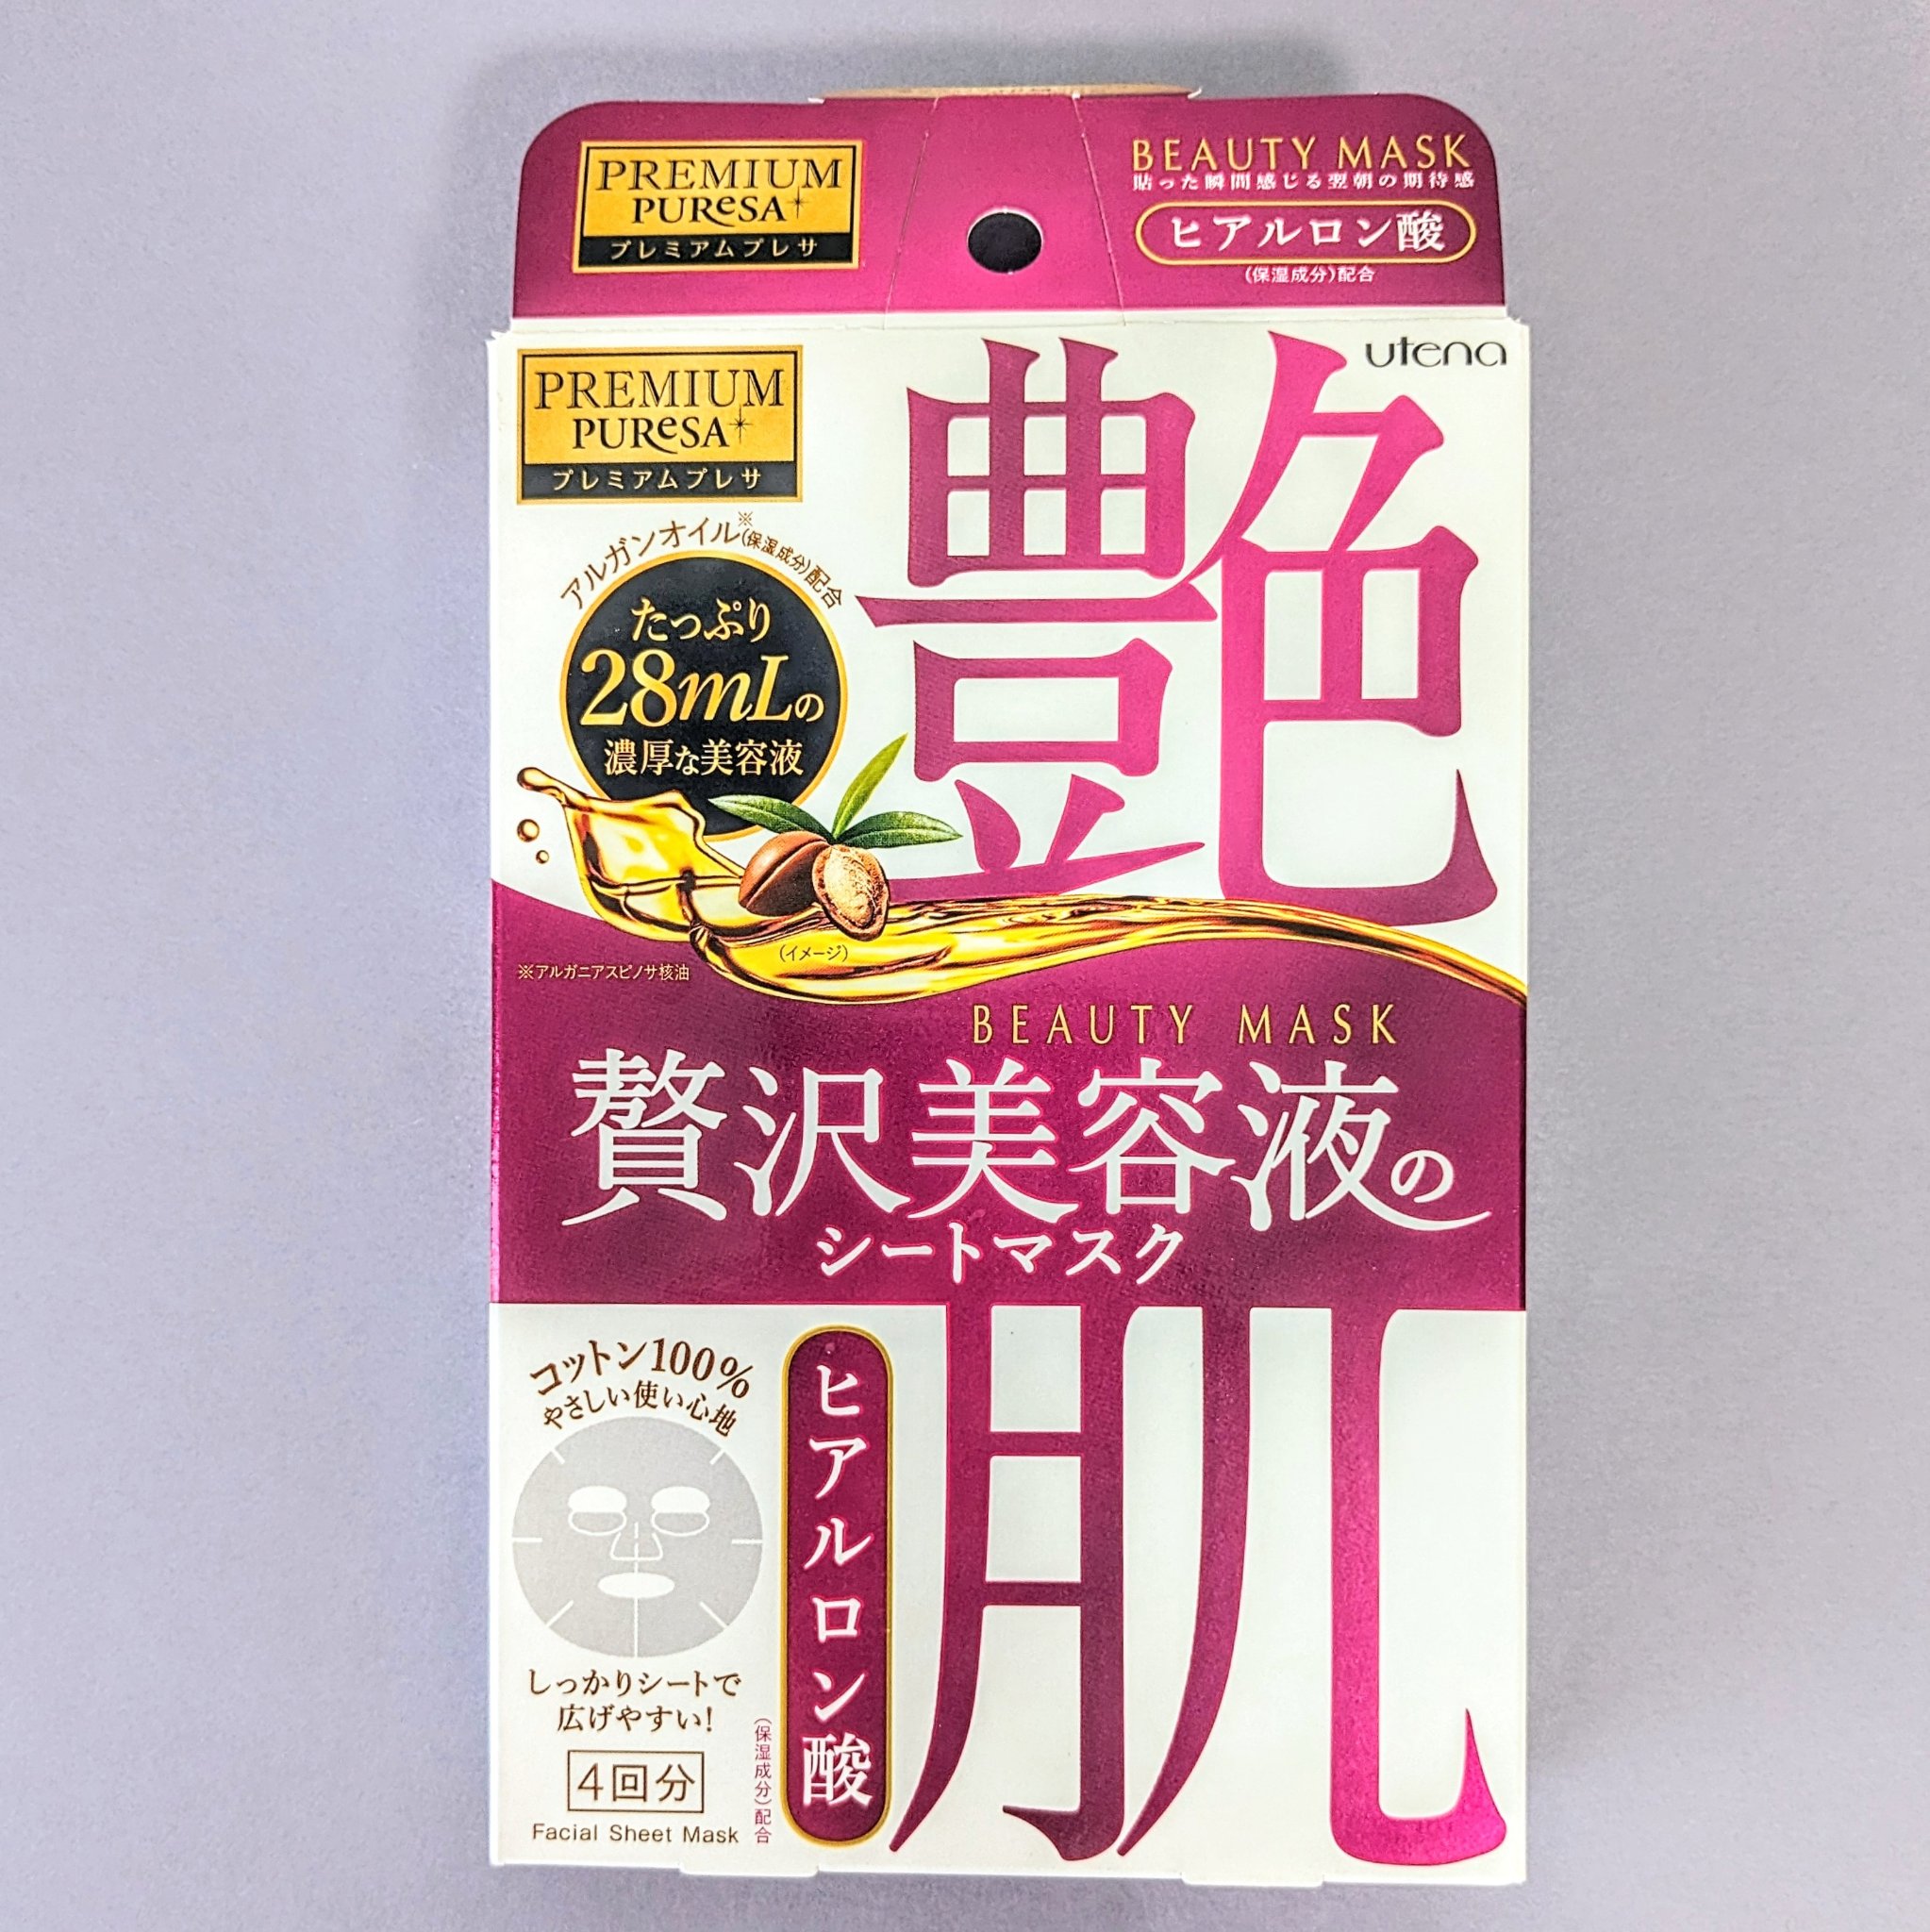 PREMIUM
PUReSA
プレミアムプレサ
BEAUTY MASK
貼った瞬間感じる翌朝の期待感
ヒアルロン酸
(保湿成分)配合
utena
PREMIUM
PUReSA
プレミアムプレサ
艶
アルガンオイル※(保湿成分)配合
たっぷり
28mLの
濃厚な美容液
(イメージ)
※アルガニアスピノサ核油
BEAUTY MASK
贅沢美容液の
シートマスク
肌
コットン100%
やさしい使い心地
ヒアルロン酸
(保湿成分)配合
しっかりシートで
広げやすい!
4回分
Facial Sheet Mask